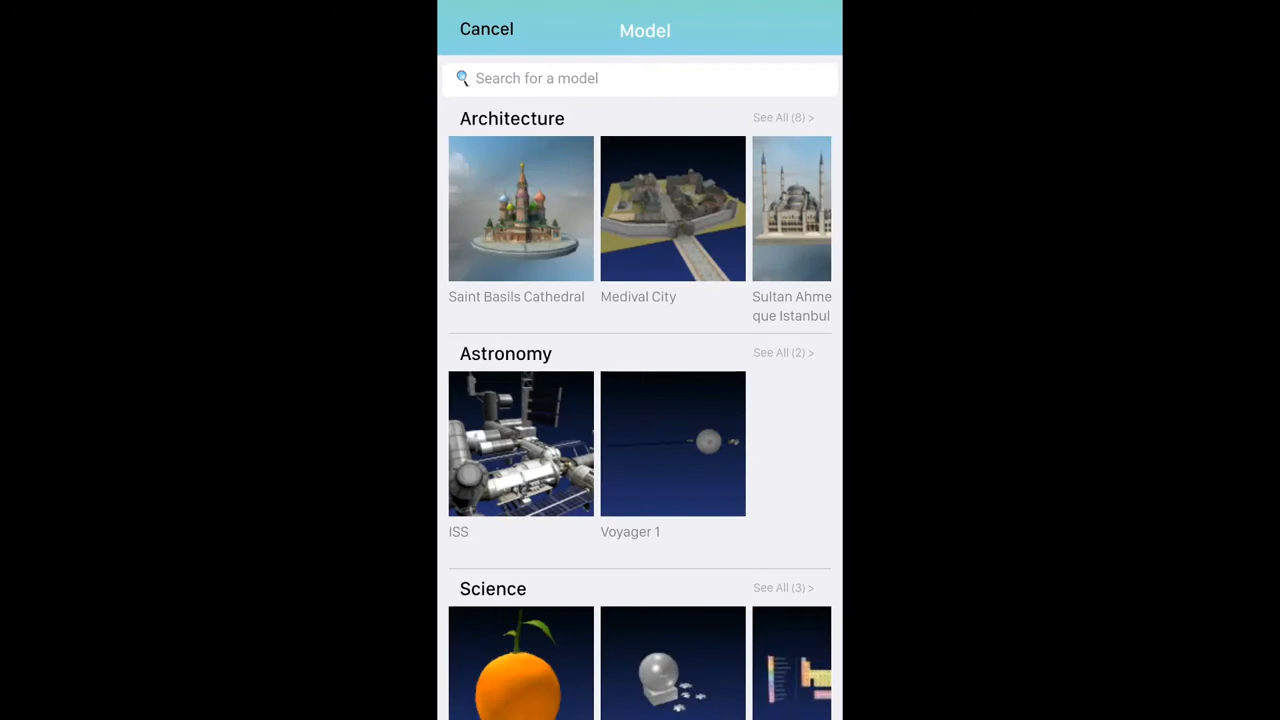 Cancel
Model
Search for a model
Architecture
See All (8) >
Saint Basils Cathedral
Medival City
Sultan Ahme
que Istanbul
Astronomy
See All (2) >
ISS
Voyager 1
Science
See All (3) >